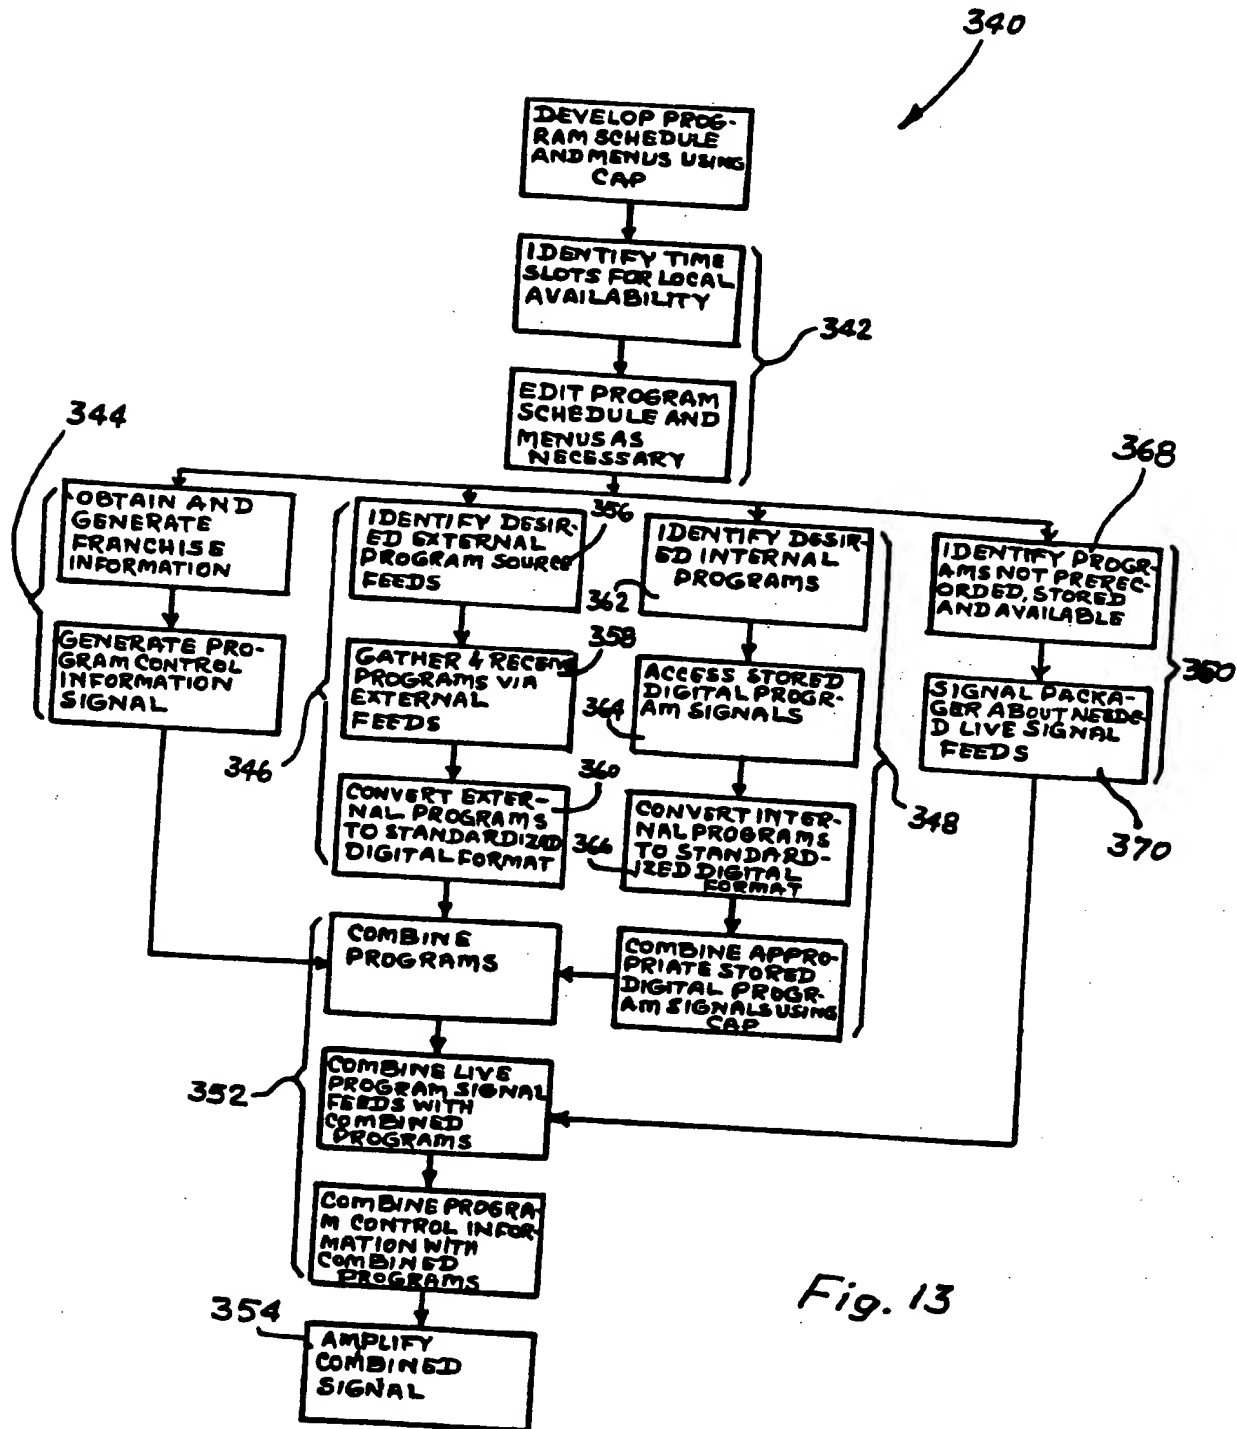 340
DEVELOP PROG-
RAM SCHEDULE
AND MENUS USING
CAP
IDENTIFY TIME
SLOTS FOR LOCAL
AVAILABILITY
342
EDIT PROGRAM
SCHEDULE AND
MENUS AS
NECESSARY
344
OBTAIN AND
GENERATE
FRANCHISE
INFORMATION
GENERATE PRO-
GRAM CONTROL
INFORMATION
SIGNAL
346
IDENTIFY DESIR-
ED EXTERNAL
PROGRAM SOURCE
FEEDS
356
GATHER & RECEIVE
PROGRAMS VIA
EXTERNAL
FEEDS
358
CONVERT EXTER-
NAL PROGRAMS
TO STANDARDIZED
DIGITAL FORMAT
360
IDENTIFY DESIR-
ED INTERNAL
PROGRAMS
362
ACCESS STORED
DIGITAL PROGR-
AM SIGNALS
364
CONVERT INTER-
NAL PROGRAMS
TO STANDARD-
IZED DIGITAL
FORMAT
366
COMBINE APPRO-
PRIATE STORED
DIGITAL PROGR-
AM SIGNALS USING
CAP
348
368
IDENTIFY PROGR-
AMS NOT PREREC-
ORDED, STORED
AND AVAILABLE
SIGNAL PACKA-
GER ABOUT NEEDE-
D LIVE SIGNAL
FEEDS
370
352
COMBINE
PROGRAMS
COMBINE LIVE
PROGRAM SIGNAL
FEEDS WITH
COMBINED
PROGRAMS
COMBINE PROGRA-
M CONTROL INFOR-
MATION WITH
COMBINED
PROGRAMS
354
AMPLIFY
COMBINED
SIGNAL
Fig. 13